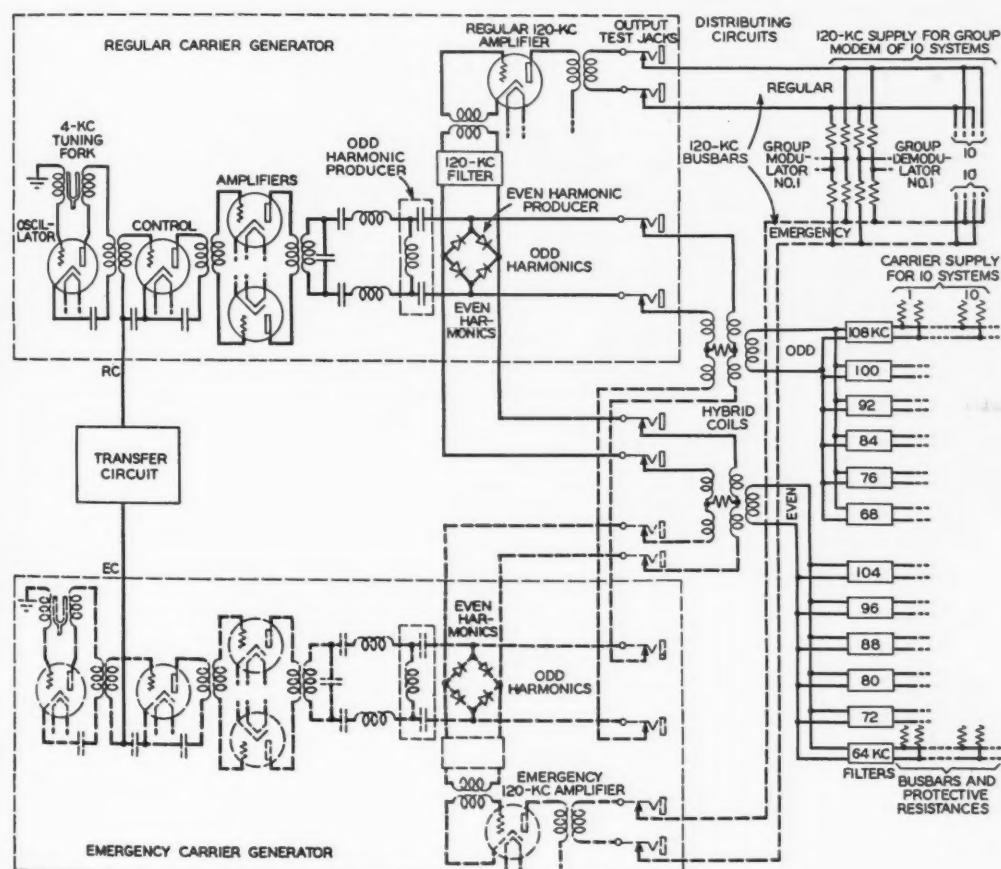 REGULAR CARRIER GENERATOR
REGULAR 120-KC
AMPLIFIER
OUTPUT
TEST JACKS
DISTRIBUTING
CIRCUITS
120-KC SUPPLY FOR GROUP
MODEM OF 10 SYSTEMS
REGULAR
4-KC
TUNING
FORK
ODD
HARMONIC
PRODUCER
120-KC
FILTER
120-KC
BUSBARS
GROUP
MODULATOR
NO.1
GROUP
DEMODULATOR
NO.1
10
10
AMPLIFIERS
EVEN HARMONIC
PRODUCER
OSCIL-
LATOR
CONTROL
EMERGENCY
ODD
HARMONICS
CARRIER SUPPLY
FOR 10 SYSTEMS
1
10
EVEN
HAR-
MONICS
ODD
108 KC
RC
100
92
HYBRID
COILS
84
TRANSFER
CIRCUIT
76
EVEN
68
EC
104
EVEN
HAR-
MONICS
96
88
ODD
HARMONICS
80
72
64 KC
FILTERS
BUSBARS AND
PROTECTIVE
RESISTANCES
EMERGENCY
120-KC AMPLIFIER
EMERGENCY CARRIER GENERATOR